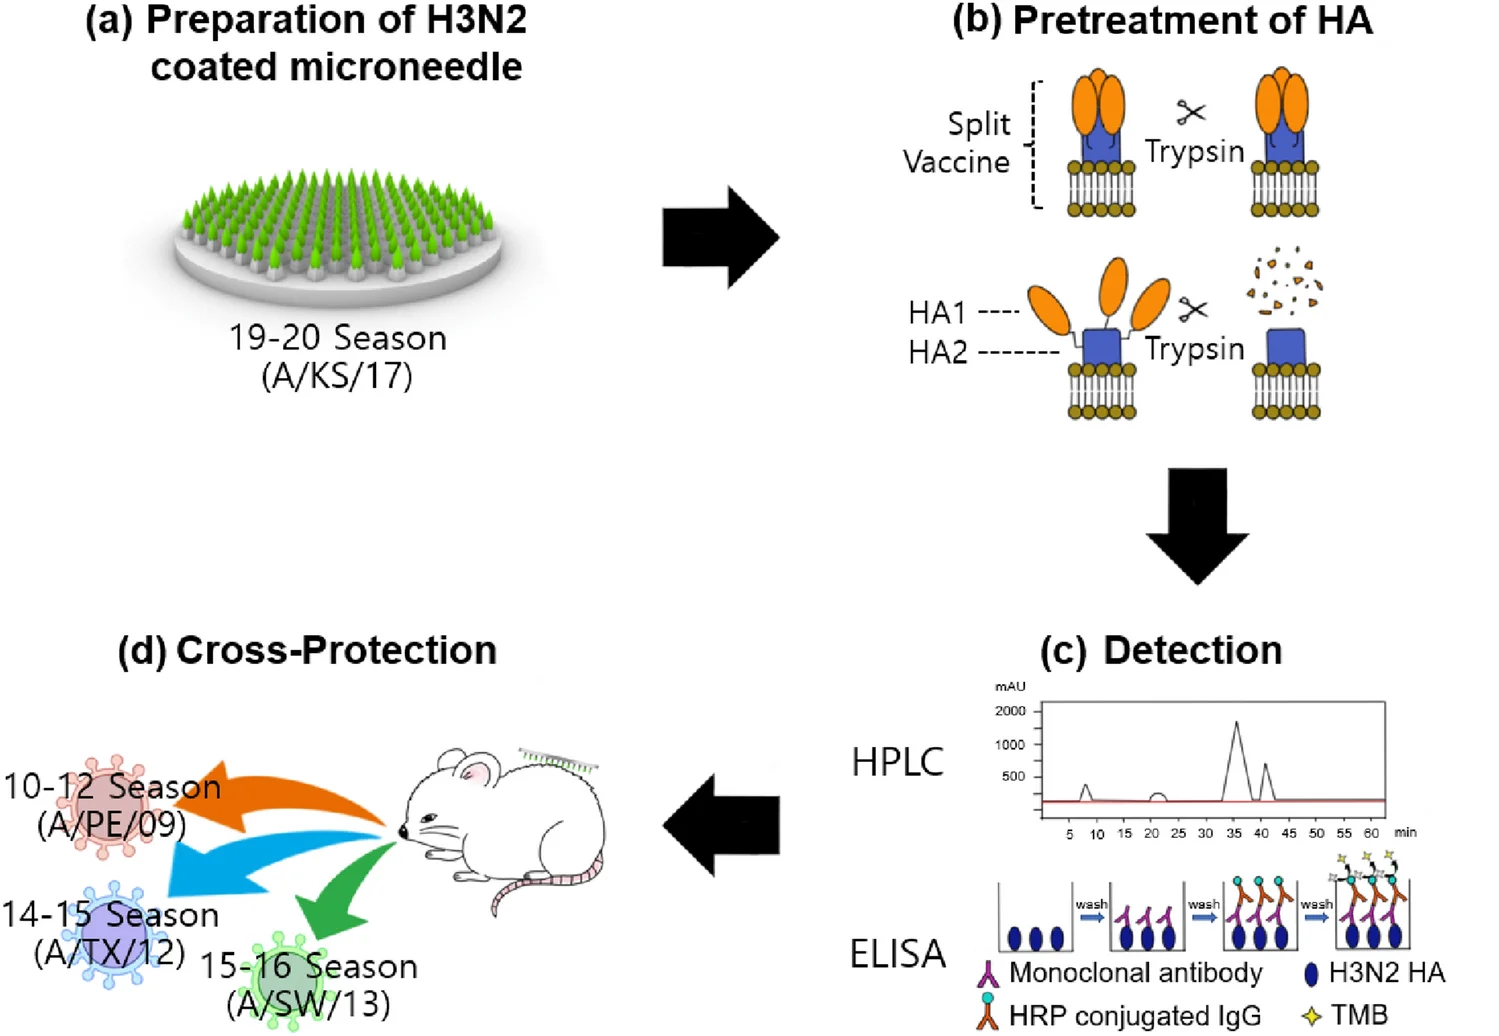 (a) Preparation of H3N2
coated microneedle
19-20 Season
(A/KS/17)
(b) Pretreatment of HA
Split
Vaccine
Trypsin
HA1
HA2
Trypsin
(c) Detection
HPLC
mAU
2000
1000
500
5 10 15 20 25 30 35 40 45 50 55 60 min
ELISA
wash wash wash
Monoclonal antibody
H3N2 HA
HRP conjugated IgG
TMB
(d) Cross-Protection
10-12 Season
(A/PE/09)
14-15 Season
(A/TX/12)
15-16 Season
(A/SW/13)